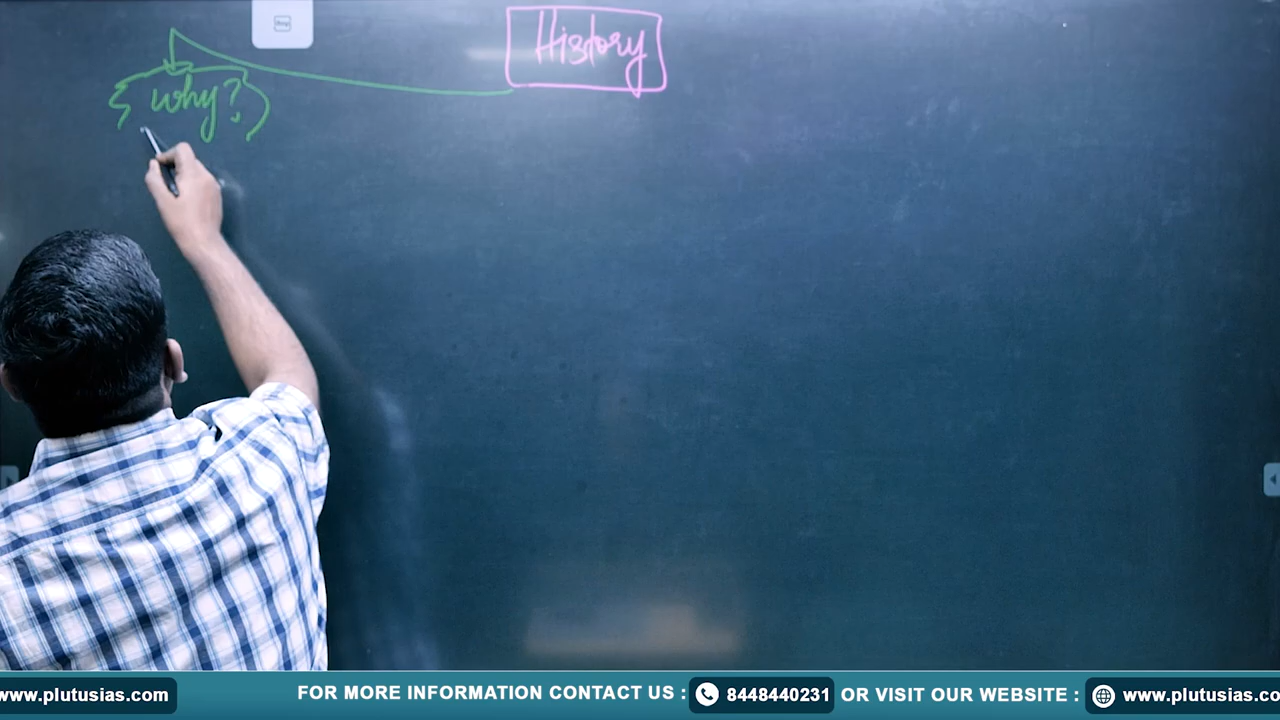 History
why?
www.plutusias.com
FOR MORE INFORMATION CONTACT US : 8448440231 OR VISIT OUR WEBSITE : www.plutusias.co